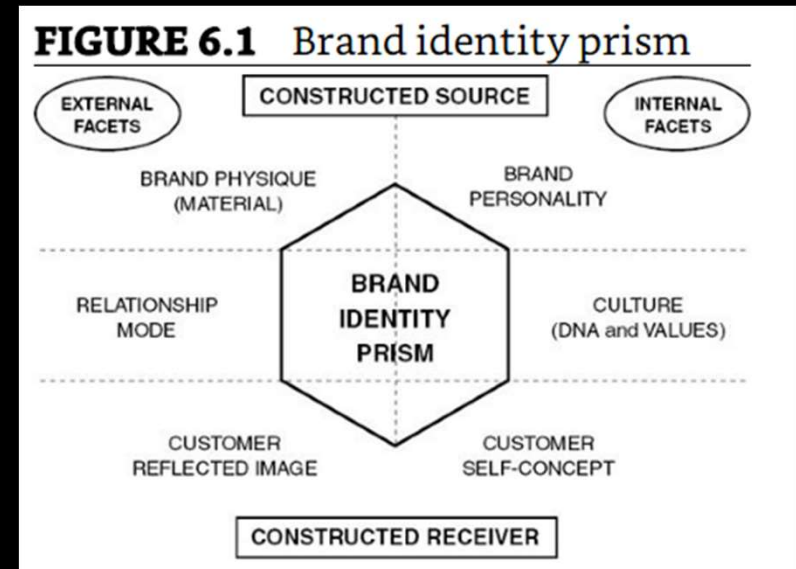 FIGURE 6.1 Brand identity prism
EXTERNAL
FACETS
CONSTRUCTED SOURCE
INTERNAL
FACETS
BRAND PHYSIQUE
(MATERIAL)
BRAND
PERSONALITY
RELATIONSHIP
MODE
BRAND
IDENTITY
PRISM
CULTURE
(DNA and VALUES)
CUSTOMER
REFLECTED IMAGE
CUSTOMER
SELF-CONCEPT
CONSTRUCTED RECEIVER